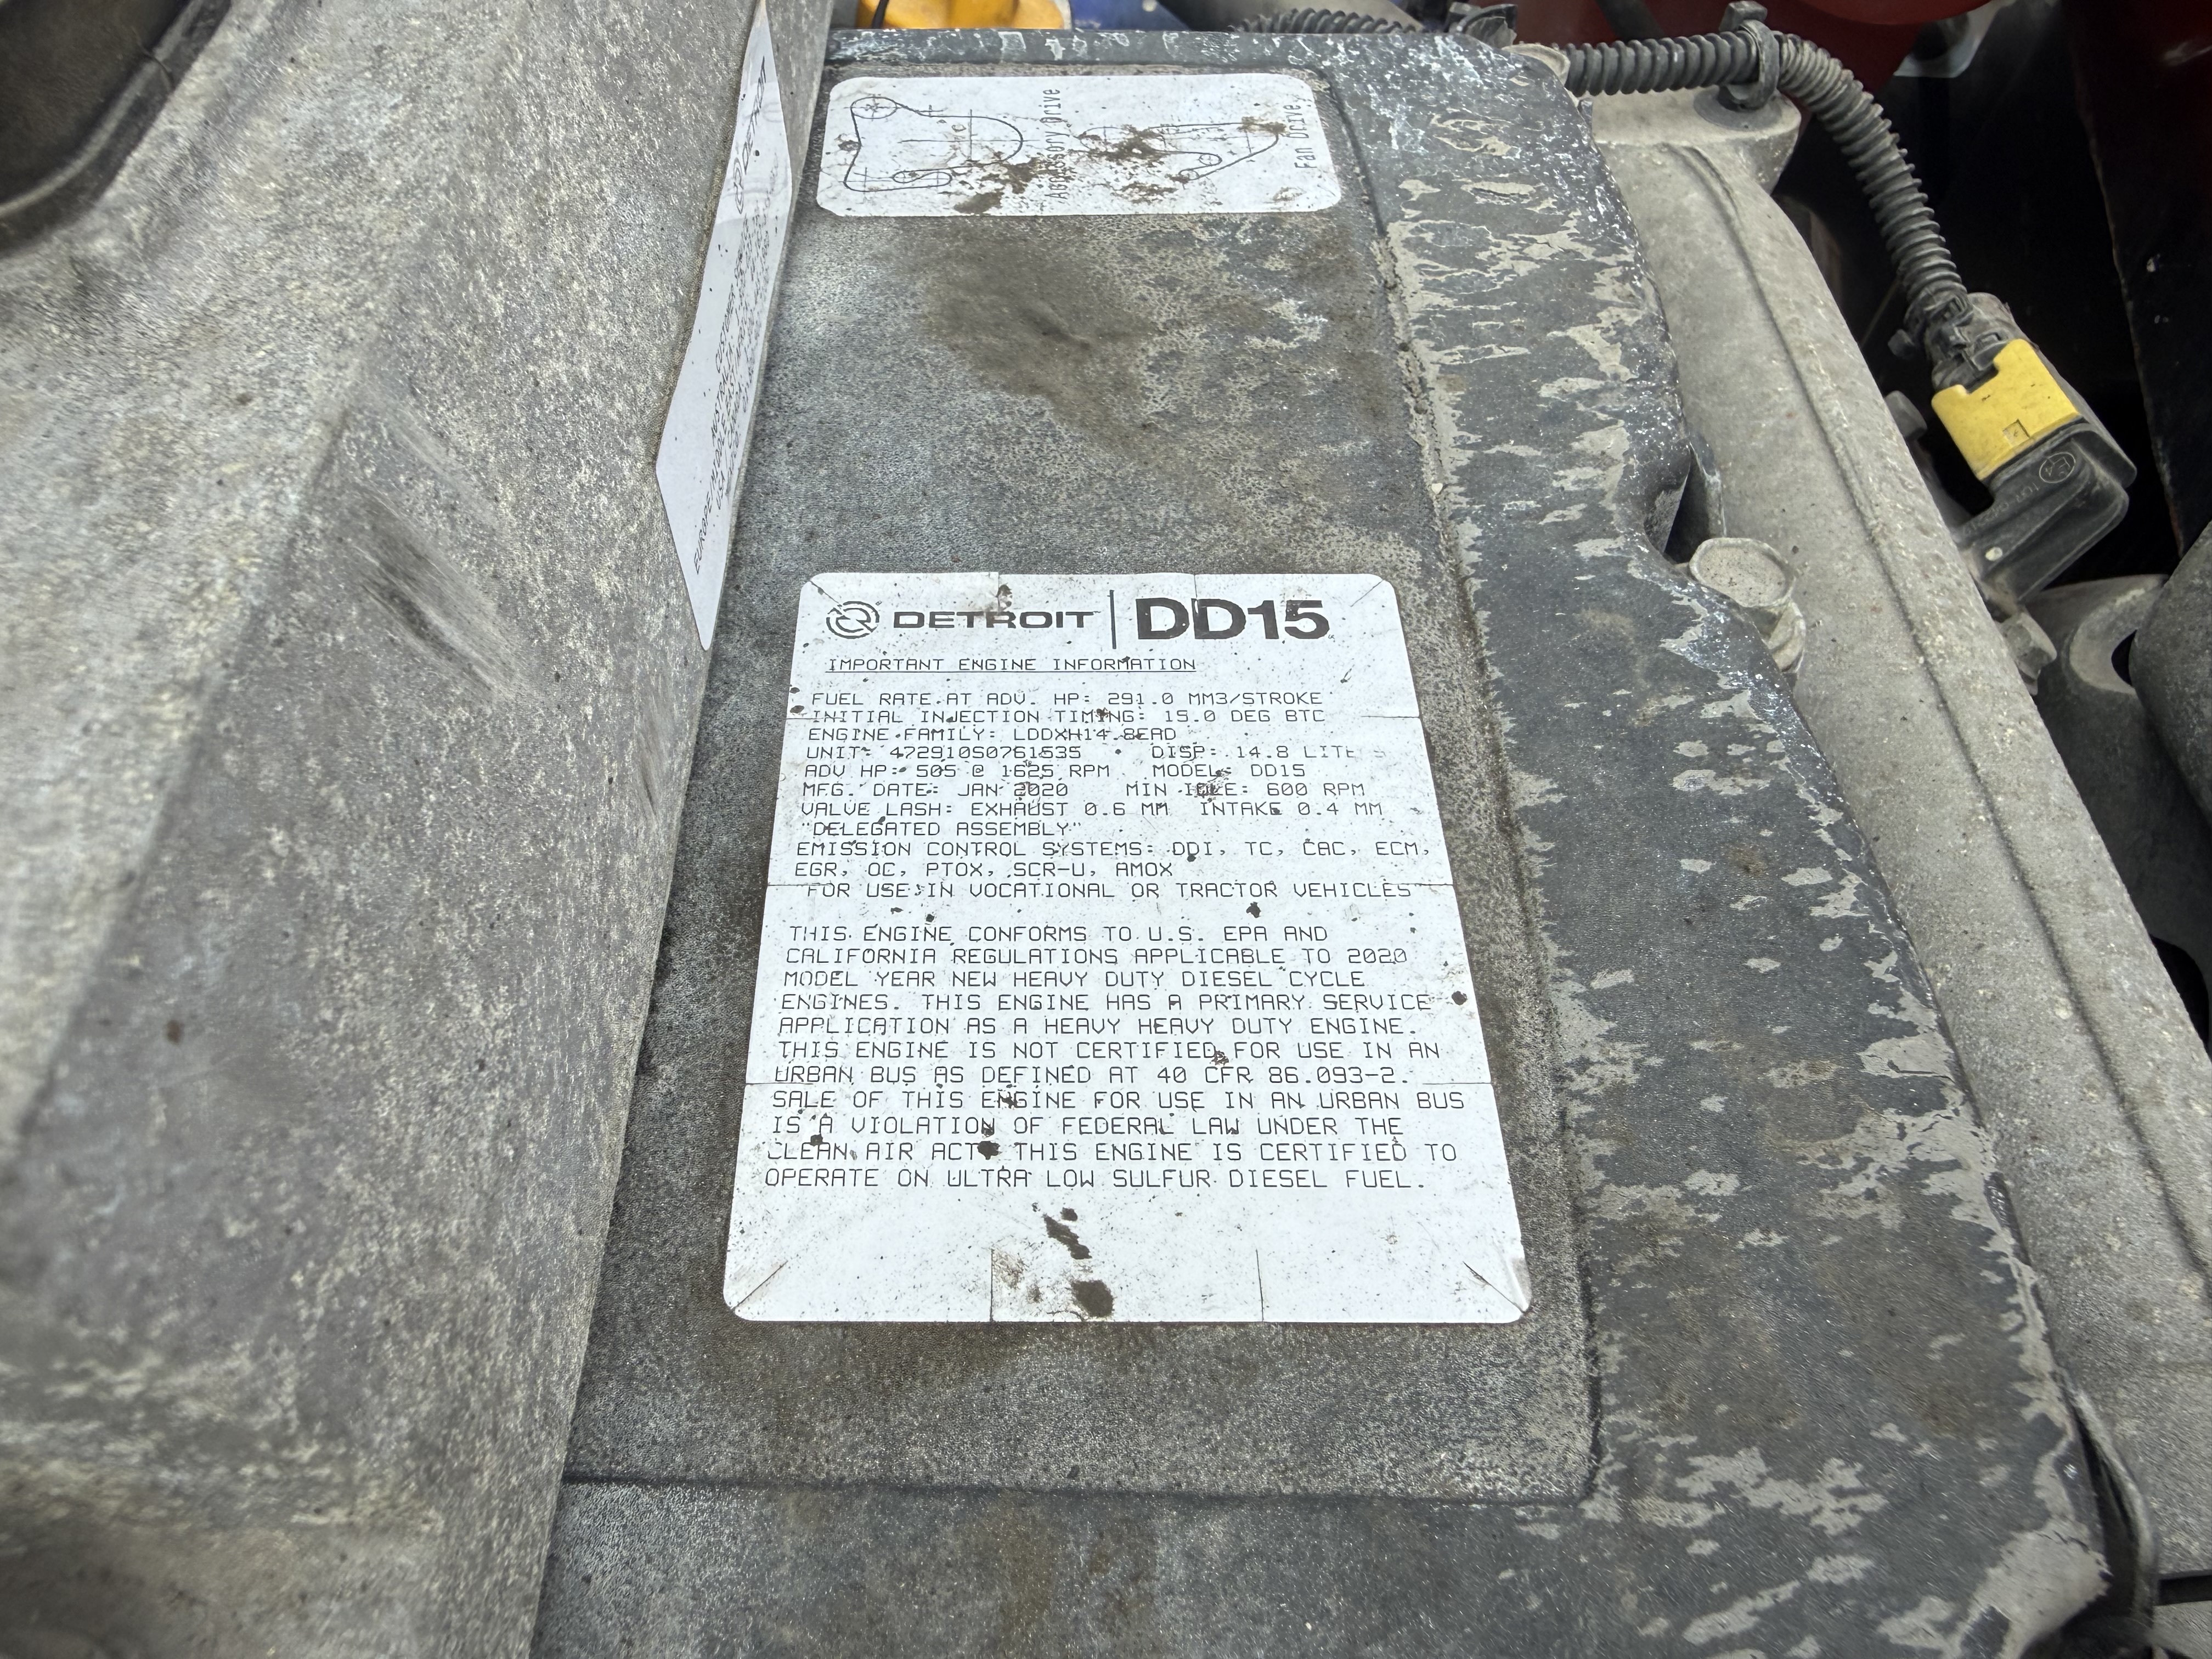 Accessory Drive
Fan Drive
DETROIT
CUSTOMER
AUSTRALIA
EUROPE MIDDLE EAST
DETROIT | DD15
IMPORTANT ENGINE INFORMATION
FUEL RATE AT ADV. HP: 291.0 MM3/STROKE
INITIAL INJECTION TIMING: 15.0 DEG BTC
ENGINE FAMILY: LDDXH14.8EAD
UNIT: 472910S0761535 DISP: 14.8 LITE S
ADV HP: 505 @ 1625 RPM MODEL: DD15
MFG. DATE: JAN 2020 MIN IDLE: 600 RPM
VALVE LASH: EXHAUST 0.6 MM INTAKE 0.4 MM
"DELEGATED ASSEMBLY"
EMISSION CONTROL SYSTEMS: DDI, TC, CAC, ECM,
EGR, OC, PTOX, SCR-U, AMOX
FOR USE IN VOCATIONAL OR TRACTOR VEHICLES
THIS ENGINE CONFORMS TO U.S. EPA AND
CALIFORNIA REGULATIONS APPLICABLE TO 2020
MODEL YEAR NEW HEAVY DUTY DIESEL CYCLE
ENGINES. THIS ENGINE HAS A PRIMARY SERVICE
APPLICATION AS A HEAVY HEAVY DUTY ENGINE.
THIS ENGINE IS NOT CERTIFIED FOR USE IN AN
URBAN BUS AS DEFINED AT 40 CFR 86.093-2.
SALE OF THIS ENGINE FOR USE IN AN URBAN BUS
IS A VIOLATION OF FEDERAL LAW UNDER THE
CLEAN AIR ACT. THIS ENGINE IS CERTIFIED TO
OPERATE ON ULTRA LOW SULFUR DIESEL FUEL.